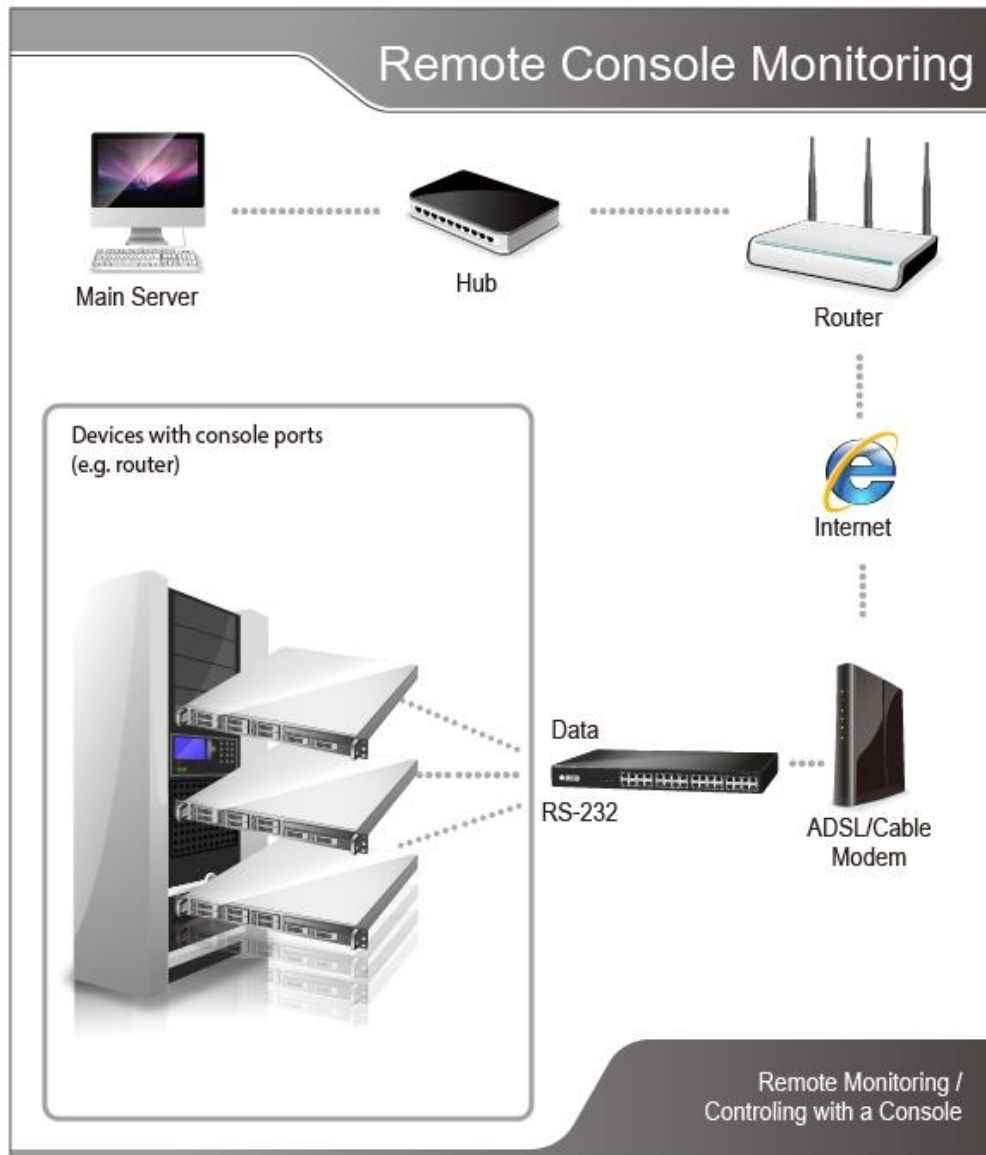 Remote Console Monitoring
Main Server
Hub
Router
Devices with console ports
(e.g. router)
Internet
Data
RS-232
ADSL/Cable
Modem
Remote Monitoring /
Controling with a Console